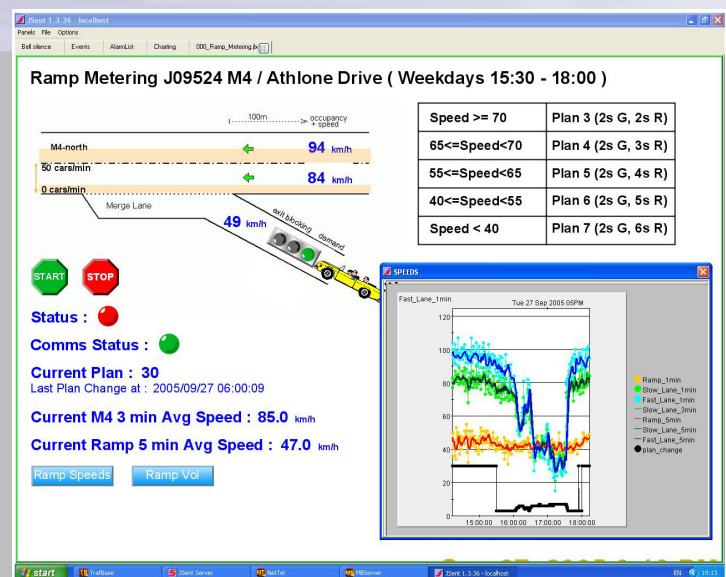 JSent 1.3.36 - localhost
Panels File Options
Bell silence Events AlarmList Charting 000_Ramp_Metering.jlx
Ramp Metering J09524 M4 / Athlone Drive ( Weekdays 15:30 - 18:00 )
100m
occupancy
+ speed
M4-north
94 km/h
50 cars/min
84 km/h
0 cars/min
Merge Lane
49 km/h
exit blocking
demand
Speed >= 70 Plan 3 (2s G, 2s R)
65<=Speed<70 Plan 4 (2s G, 3s R)
55<=Speed<65 Plan 5 (2s G, 4s R)
40<=Speed<55 Plan 6 (2s G, 5s R)
Speed < 40 Plan 7 (2s G, 6s R)
START STOP
Status :
Comms Status :
Current Plan : 30
Last Plan Change at : 2005/09/27 06:00:09
Current M4 3 min Avg Speed : 85.0 km/h
Current Ramp 5 min Avg Speed : 47.0 km/h
Ramp Speeds Ramp Vol
SPEEDS
Fast_Lane_1min
Tue 27 Sep 2005 05PM
120
100
80
60
40
20
0
15:00:00 16:00:00 17:00:00 18:00:00
Ramp_1min
Slow_Lane_1min
Fast_Lane_1min
Slow_Lane_3min
Ramp_5min
Slow_Lane_5min
Fast_Lane_5min
plan_change
start TrafBase JSent Server NetTel MBServer JSent 1.3.36 - localhost EN 18:13